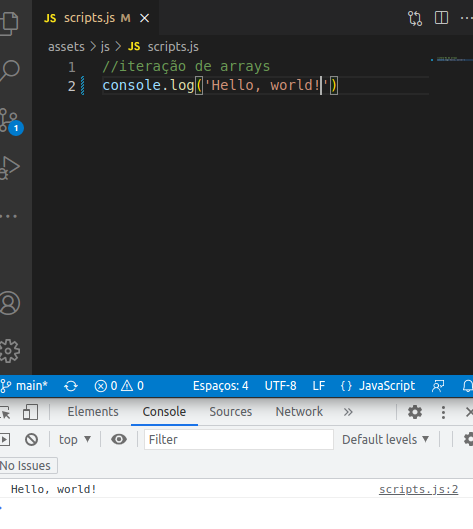 JS scripts.js M
assets > js > JS scripts.js
1 //iteração de arrays
2 console.log('Hello, world!')
1
main* 0 0 Espaços: 4 UTF-8 LF {} JavaScript
Elements Console Sources Network »
top Filter Default levels
No Issues
Hello, world! scripts.js:2